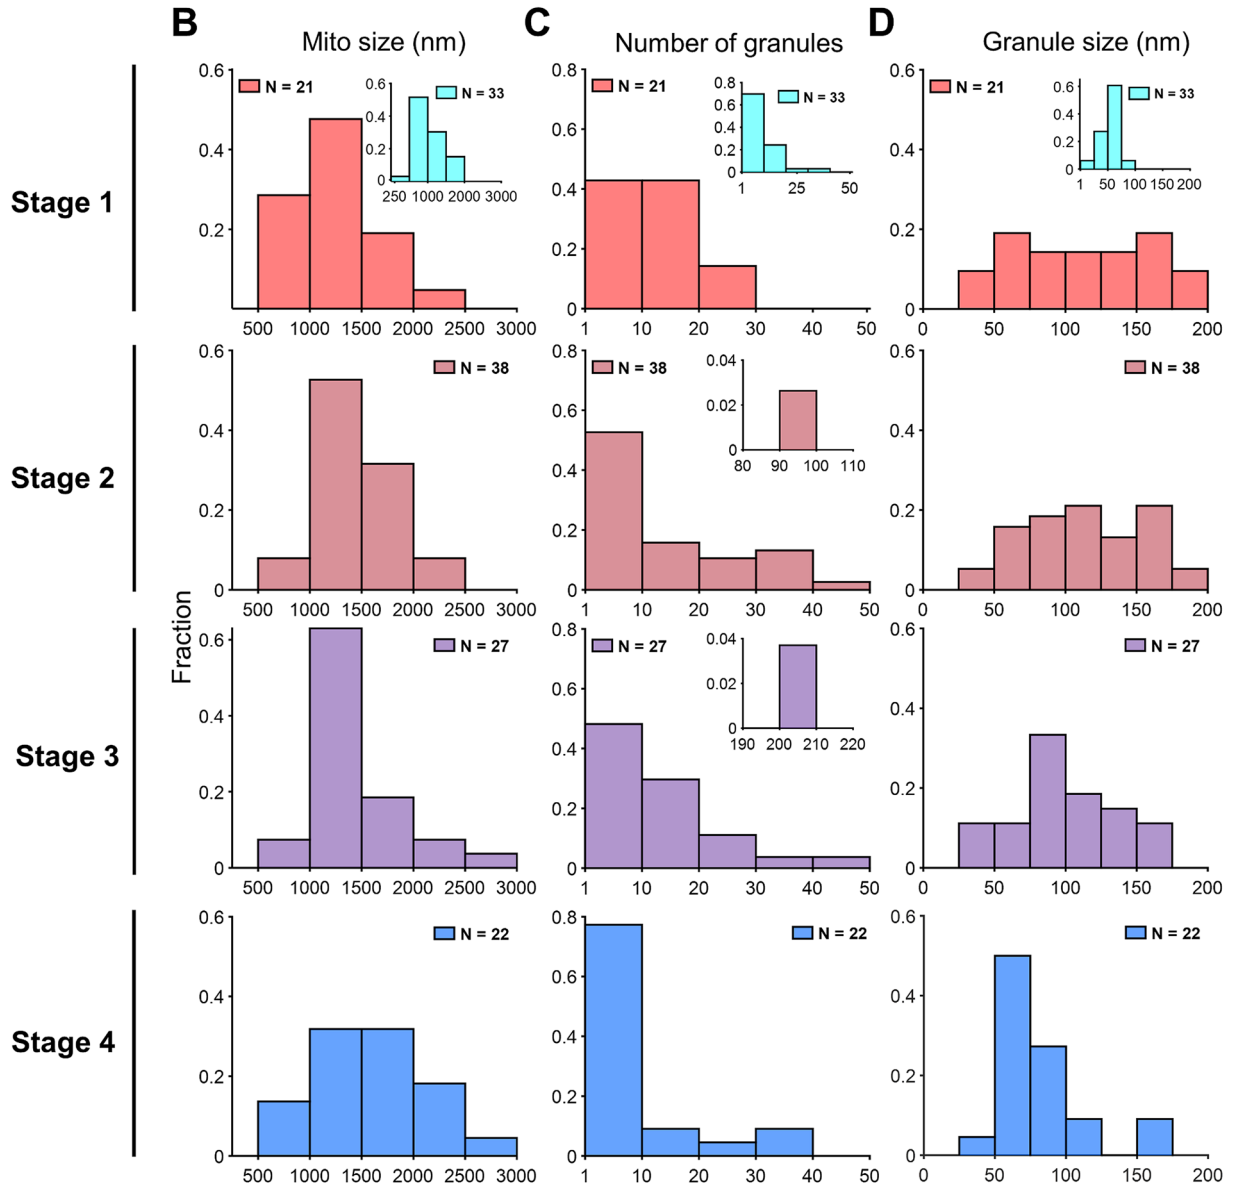 B
Mito size (nm)
C
Number of granules
D
Granule size (nm)
Stage 1
0.6
0.4
0.2
N = 21
0.6
0.4
0.2
0
N = 33
250 1000 2000 3000
500 1000 1500 2000 2500 3000
0.8
0.6
0.4
0.2
0
N = 21
0.8
0.6
0.4
0.2
0
N = 33
1 25 50
1 10 20 30 40 50
0.6
0.4
0.2
0
N = 21
0.6
0.4
0.2
0
N = 33
1 50 100 150 200
0 50 100 150 200
Stage 2
0.6
0.4
0.2
0
N = 38
500 1000 1500 2000 2500 3000
0.8
0.6
0.4
0.2
0
N = 38
0.04
0.02
0
80 90 100 110
1 10 20 30 40 50
0.6
0.4
0.2
0
N = 38
0 50 100 150 200
Fraction
Stage 3
0.6
0.4
0.2
0
N = 27
500 1000 1500 2000 2500 3000
0.8
0.6
0.4
0.2
0
N = 27
0.04
0.02
0
190 200 210 220
1 10 20 30 40 50
0.6
0.4
0.2
0
N = 27
0 50 100 150 200
Stage 4
0.6
0.4
0.2
0
N = 22
500 1000 1500 2000 2500 3000
0.8
0.6
0.4
0.2
0
N = 22
1 10 20 30 40 50
0.6
0.4
0.2
0
N = 22
0 50 100 150 200